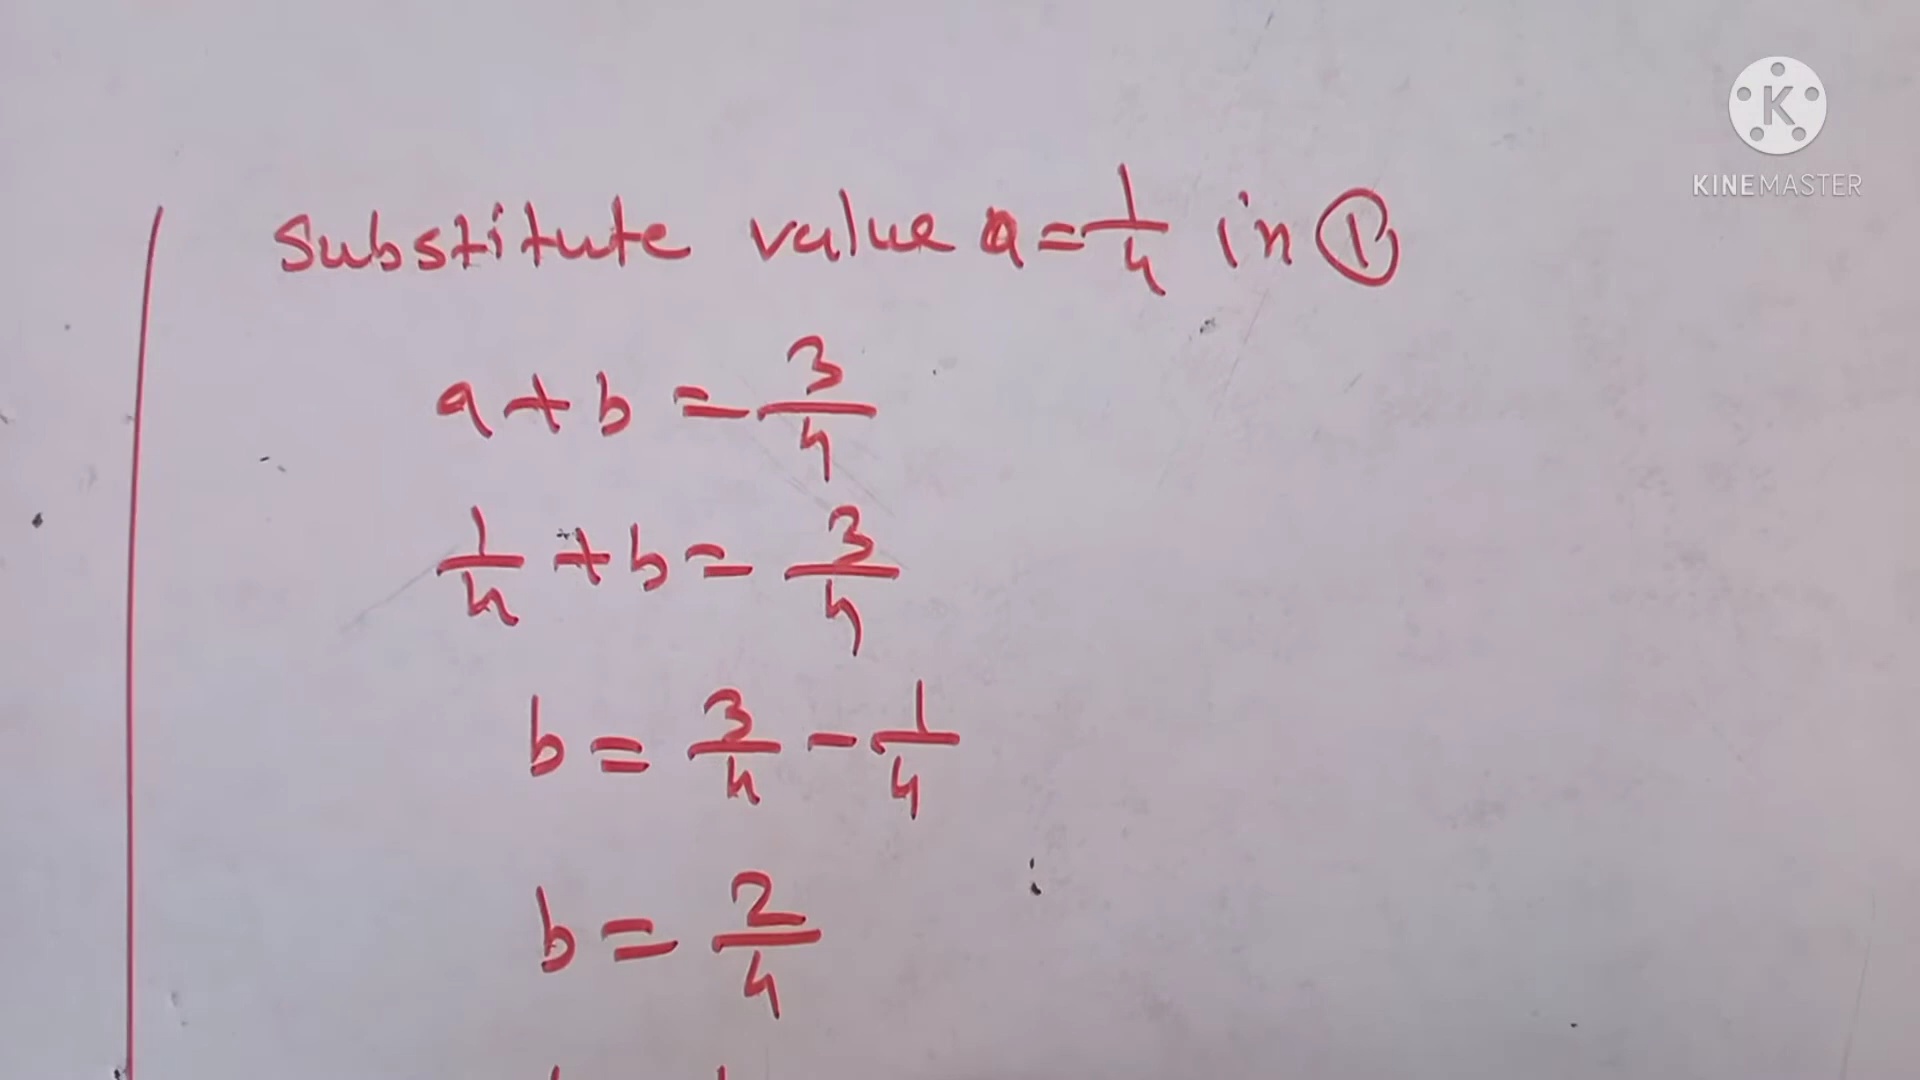 KINEMASTER
Substitute value a = 1/4 in ①
a + b = 3/4
1/4 + b = 3/4
b = 3/4 - 1/4
b = 2/4